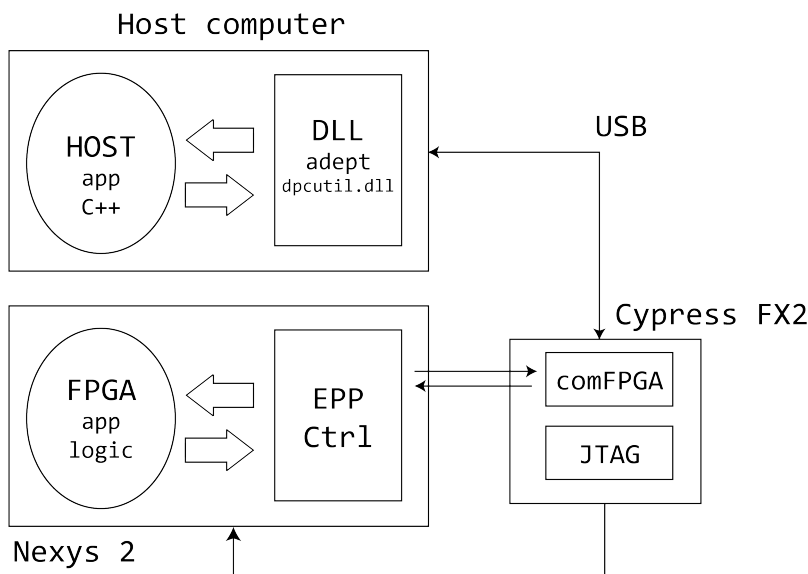 Host computer
HOST
app
C++
DLL
adept
dpcutil.dll
USB
Cypress FX2
FPGA
app
logic
EPP
Ctrl
comFPGA
JTAG
Nexys 2